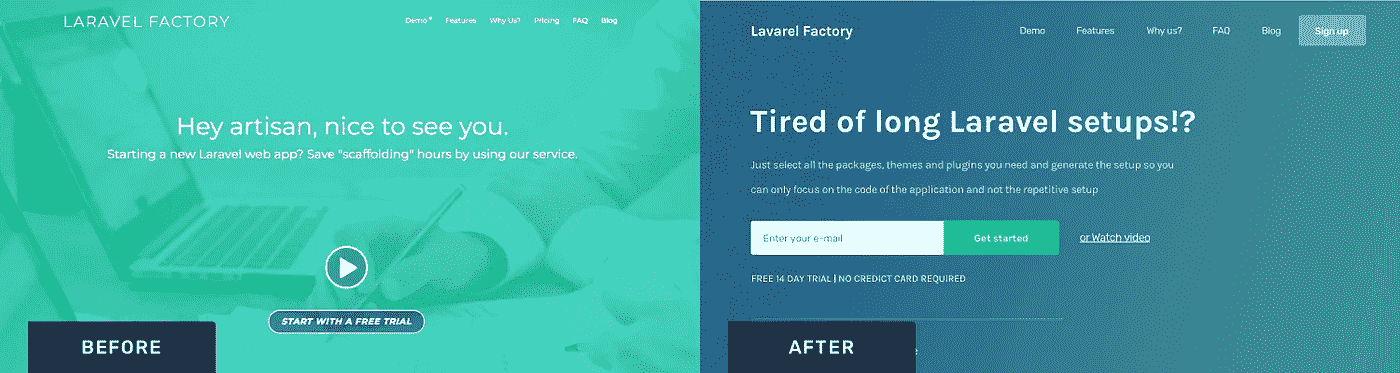 LARAVEL FACTORY
Demo Features Why Us? Pricing FAQ Blog
Hey artisan, nice to see you.
Starting a new Laravel web app? Save "scaffolding" hours by using our service.
START WITH A FREE TRIAL
BEFORE
Lavarel Factory
Demo Features Why us? FAQ Blog Sign up
Tired of long Laravel setups!?
Just select all the packages, themes and plugins you need and generate the setup so you
can only focus on the code of the application and not the repetitive setup
Enter your e-mail Get started or Watch video
FREE 14 DAY TRIAL | NO CREDICT CARD REQUIRED
AFTER